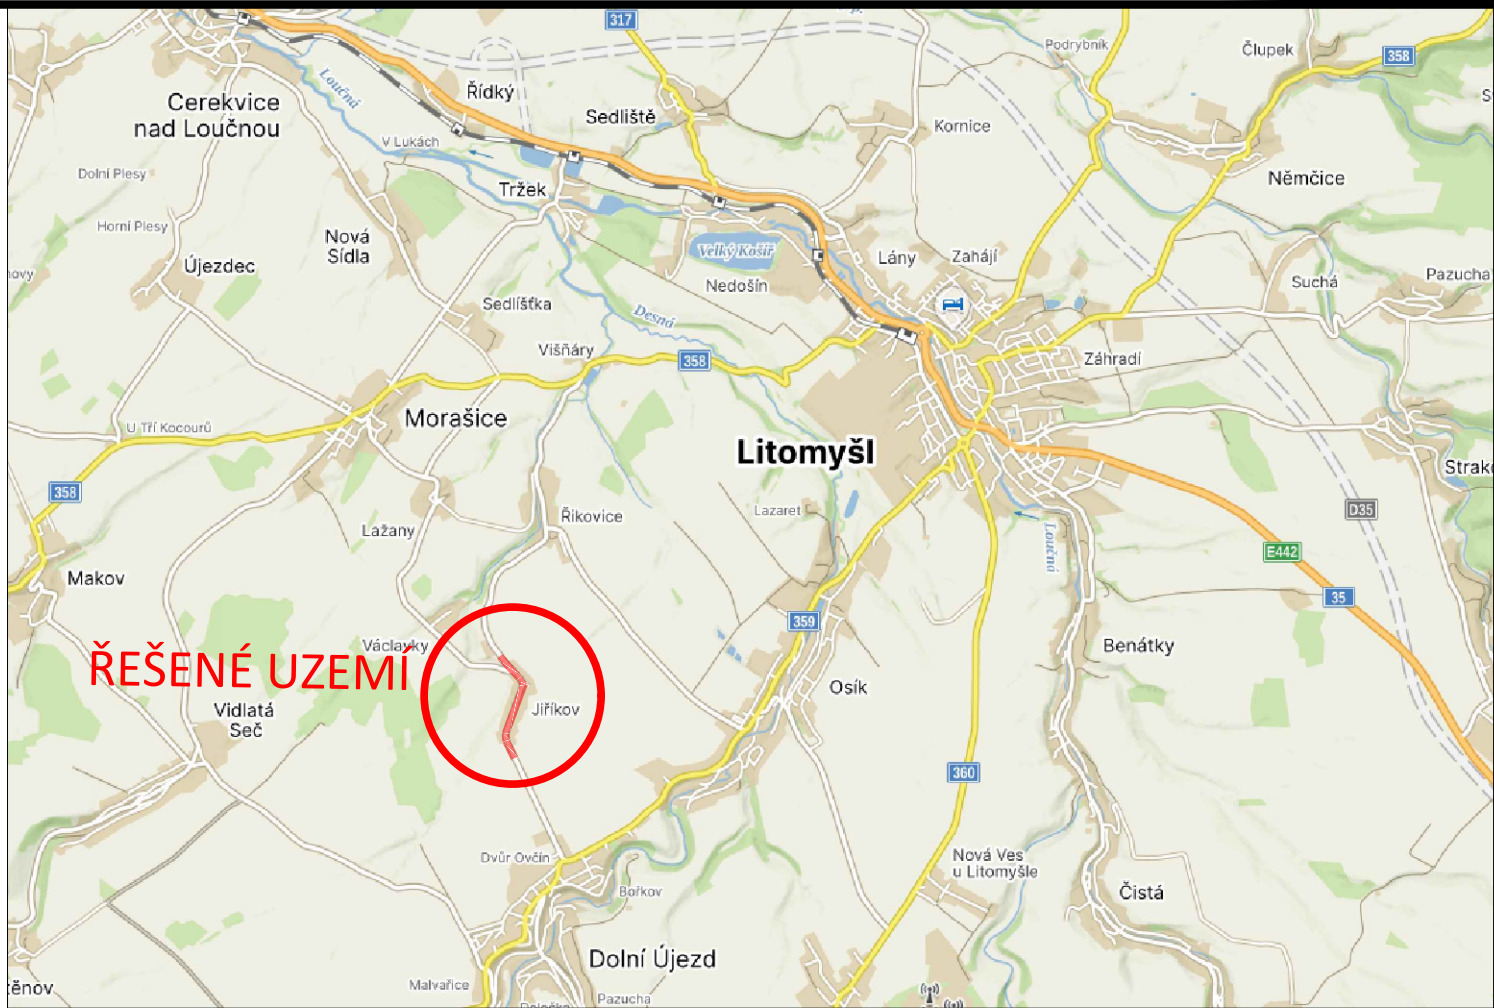 317
Podrybník
Člupek
358
Loučná
Řídký
Cerekvice
nad Loučnou
Sedliště
Kornice
V Lukách
Dolní Plesy
Tržek
Němčice
Horní Plesy
Nová
Sídla
Velký Košíř
Lány
Zahájí
Újezdec
Nedošín
Suchá
Pazucha
Sedlíšťka
Desná
Višňáry
358
Záhradí
Morašice
U Tří Kocourů
Litomyšl
358
Lažany
Řikovice
Lazaret
D35
Loučná
E442
Makov
35
359
Václavky
Benátky
ŘEŠENÉ UZEMÍ
Osík
Vidlatá
Seč
Jiříkov
360
Dvůr Ovčín
Nová Ves
u Litomyšle
Bořkov
Čistá
Dolní Újezd
Malvařice
Pazucha